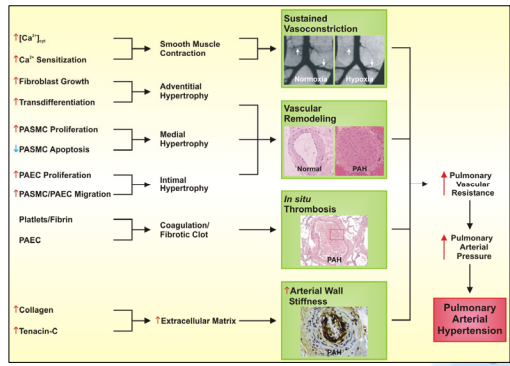 ↑[Ca²⁺]cyt
↑Ca²⁺ Sensitization
Smooth Muscle
Contraction
Sustained
Vasoconstriction
Normoxia
Hypoxia
↑Fibroblast Growth
↑Transdifferentiation
Adventitial
Hypertrophy
↑PASMC Proliferation
↓PASMC Apoptosis
Medial
Hypertrophy
↑PAEC Proliferation
↑PASMC/PAEC Migration
Intimal
Hypertrophy
Vascular
Remodeling
Normal
PAH
Platelets/Fibrin
PAEC
Coagulation/
Fibrotic Clot
In situ
Thrombosis
PAH
↑Collagen
↑Tenacin-C
↑Extracellular Matrix
↑Arterial Wall
Stiffness
PAH
↑Pulmonary
Vascular
Resistance
↑Pulmonary
Arterial
Pressure
Pulmonary
Arterial
Hypertension